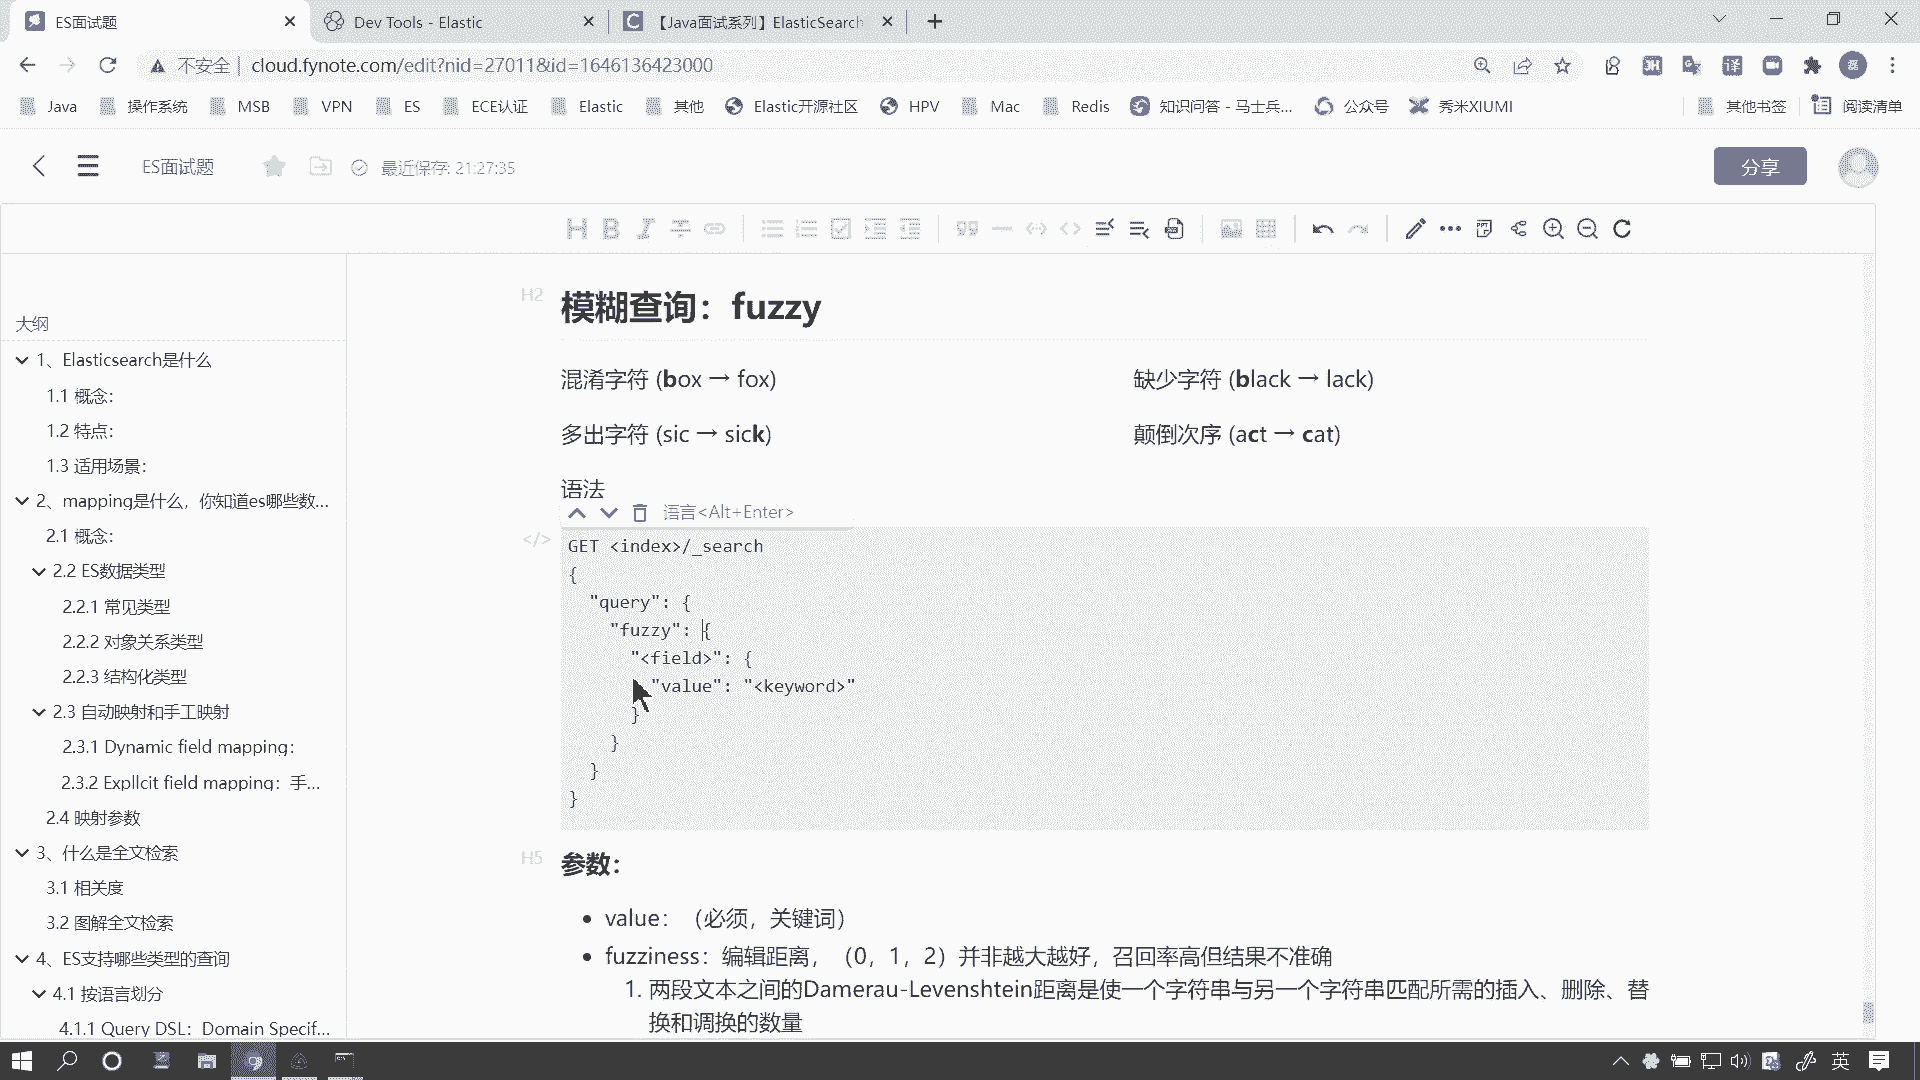 ES面试题
Dev Tools - Elastic
【Java面试系列】ElasticSearch
不安全
cloud.fynote.com/edit?nid=27011&id=1646136423000
Java
操作系统
MSB
VPN
ES
ECE认证
Elastic
其他
Elastic开源社区
HPV
Mac
Redis
知识问答 - 马士兵...
公众号
秀米XIUMI
其他书签
阅读清单
ES面试题
最近保存: 21:27:35
分享
大纲
1、Elasticsearch是什么
1.1 概念：
1.2 特点：
1.3 适用场景：
2、mapping是什么，你知道es哪些数...
2.1 概念：
2.2 ES数据类型
2.2.1 常见类型
2.2.2 对象关系类型
2.2.3 结构化类型
2.3 自动映射和手工映射
2.3.1 Dynamic field mapping：
2.3.2 Expllcit field mapping：手...
2.4 映射参数
3、什么是全文检索
3.1 相关度
3.2 图解全文检索
4、ES支持哪些类型的查询
4.1 按语言划分
4.1.1 Query DSL：Domain Specif...
H2
模糊查询：fuzzy
混淆字符 (box → fox)
缺少字符 (black → lack)
多出字符 (sic → sick)
颠倒次序 (act → cat)
语法
语言<Alt+Enter>
GET <index>/_search
{
"query": {
"fuzzy": {
"<field>": {
"value": "<keyword>"
}
}
}
}
H5
参数：
value：（必须，关键词）
fuzziness：编辑距离，（0，1，2）并非越大越好，召回率高但结果不准确
1. 两段文本之间的Damerau-Levenshtein距离是使一个字符串与另一个字符串匹配所需的插入、删除、替
换和调换的数量
英